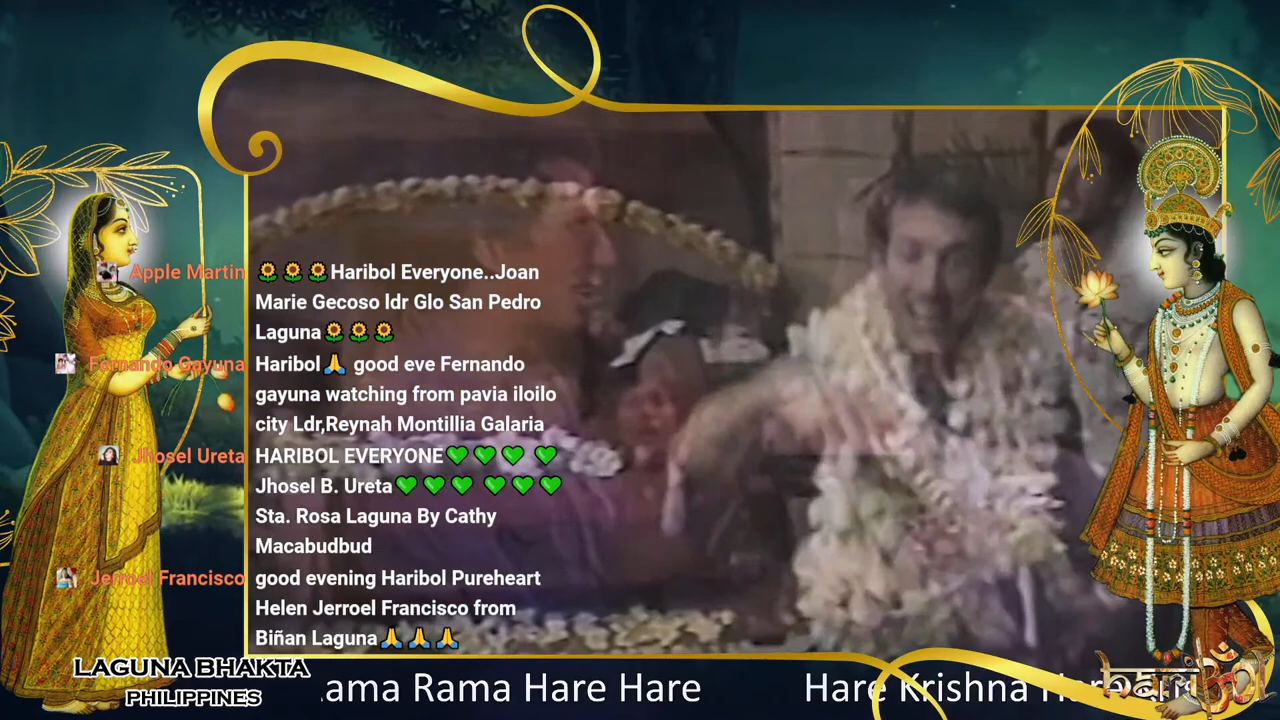 Apple Martin 🌻🌻🌻Haribol Everyone..Joan
Marie Gecoso ldr Glo San Pedro
Laguna🌻🌻🌻
Fernando Gayuna Haribol🙏 good eve Fernando
gayuna watching from pavia iloilo
city Ldr,Reynah Montillia Galaria
Jhosel Ureta HARIBOL EVERYONE💚💚💚 💚
Jhosel B. Ureta💚💚💚 💚💚💚
Sta. Rosa Laguna By Cathy
Macabudbud
Jerroel Francisco good evening Haribol Pureheart
Helen Jerroel Francisco from
Biñan Laguna🙏🙏🙏
LAGUNA BHAKTA
PHILIPPINES
Rama Hare Hare Hare Krishna